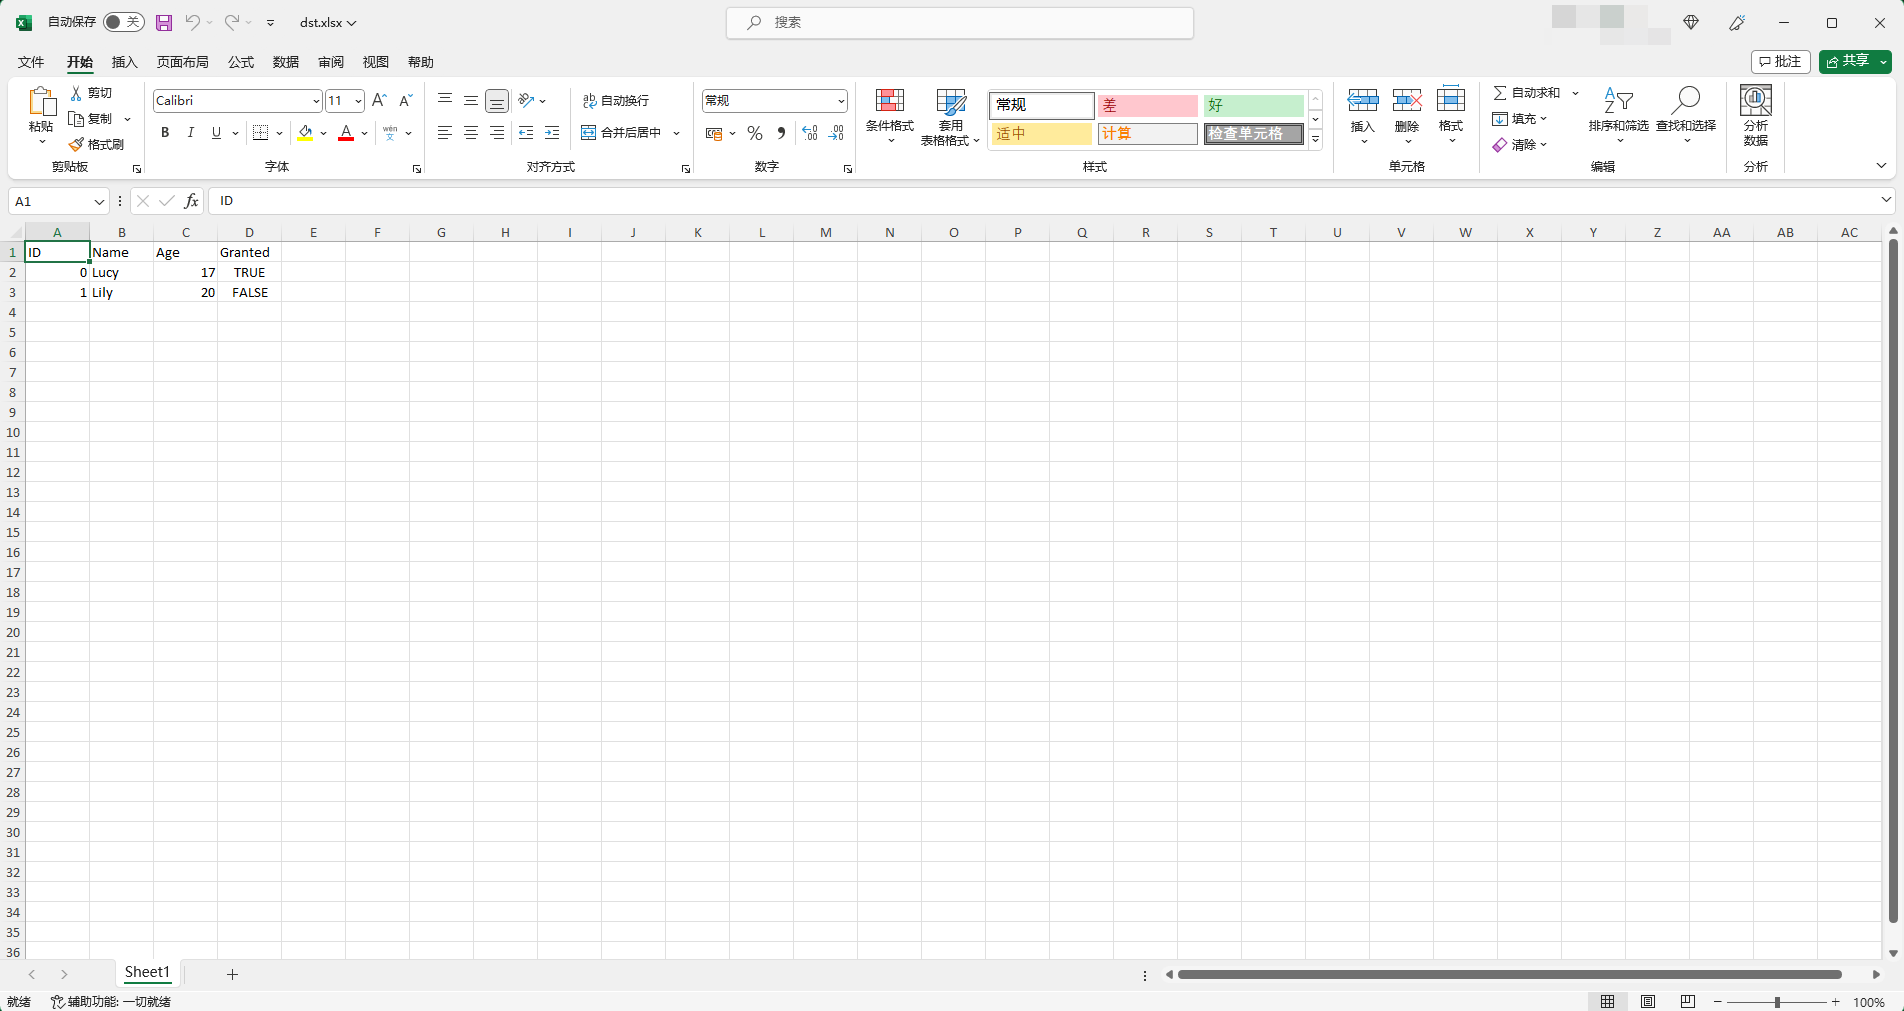 自动保存 关 dst.xlsx 搜索
文件 开始 插入 页面布局 公式 数据 审阅 视图 帮助 批注 共享
粘贴 剪切 复制 格式刷 剪贴板
Calibri 11 A A B I U A wén 文 字体
ab 自动换行 合并后居中 对齐方式
常规 % 数字
条件格式 套用 表格格式 常规 差 好 适中 计算 检查单元格 样式
插入 删除 格式 单元格
自动求和 填充 清除 排序和筛选 查找和选择 编辑
分析 数据 分析
A1 fx ID
A B C D E F G H I J K L M N O P Q R S T U V W X Y Z AA AB AC
1 ID Name Age Granted
2 0 Lucy 17 TRUE
3 1 Lily 20 FALSE
4
5
6
7
8
9
10
11
12
13
14
15
16
17
18
19
20
21
22
23
24
25
26
27
28
29
30
31
32
33
34
35
36
Sheet1
就绪 辅助功能: 一切就绪 100%